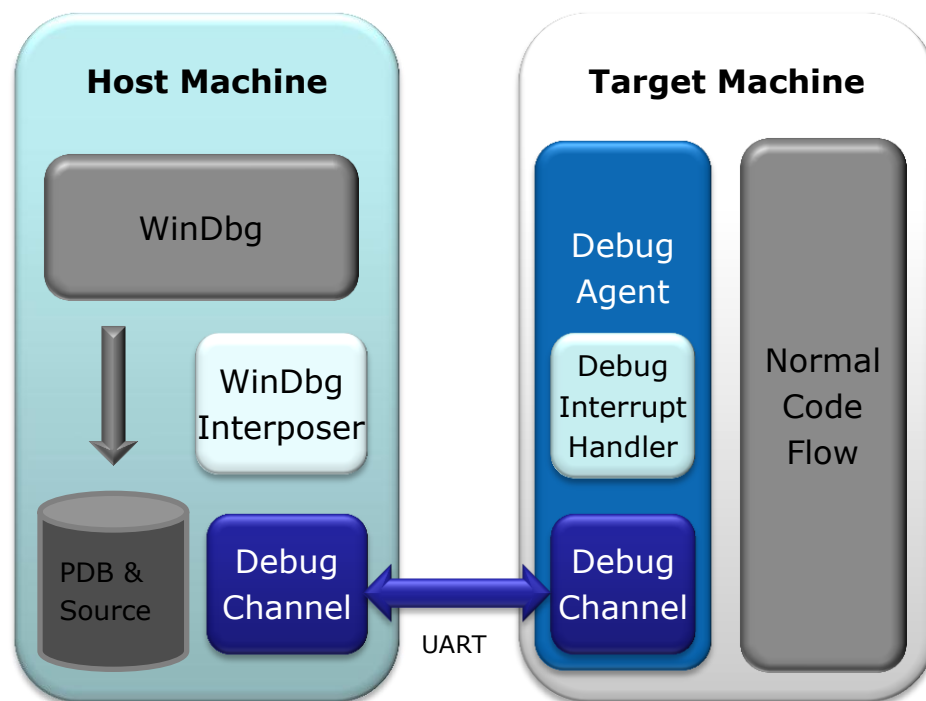 Host Machine
WinDbg
WinDbg
Interposer
PDB &
Source
Debug
Channel
UART
Target Machine
Debug
Agent
Debug
Interrupt
Handler
Debug
Channel
Normal
Code
Flow